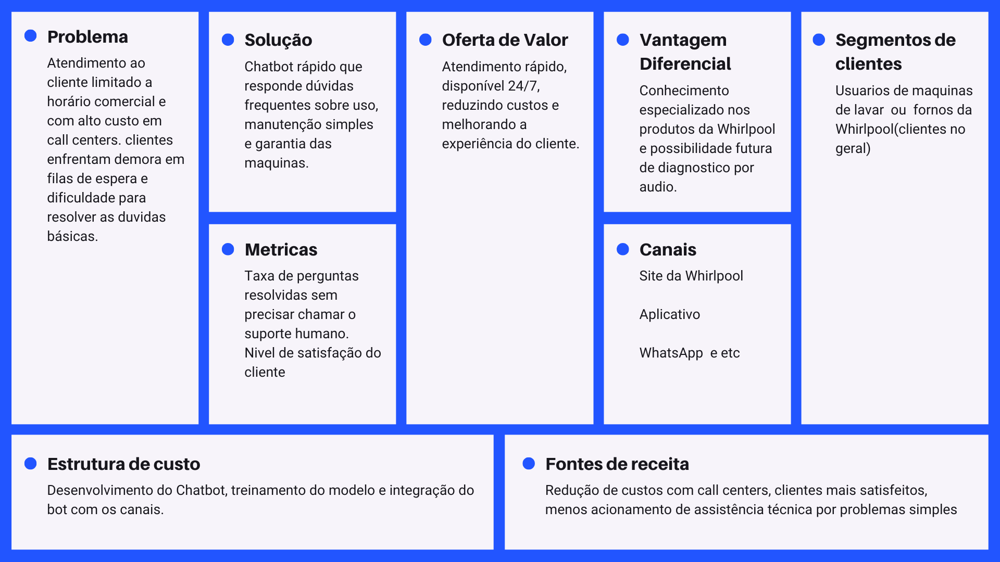 Problema
Atendimento ao
cliente limitado a
horário comercial e
com alto custo em
call centers. clientes
enfrentam demora em
filas de espera e
dificuldade para
resolver as duvidas
básicas.
Solução
Chatbot rápido que
responde dúvidas
frequentes sobre uso,
manutenção simples
e garantia das
maquinas.
Metricas
Taxa de perguntas
resolvidas sem
precisar chamar o
suporte humano.
Nivel de satisfação do
cliente
Oferta de Valor
Atendimento rápido,
disponível 24/7,
reduzindo custos e
melhorando a
experiência do cliente.
Vantagem
Diferencial
Conhecimento
especializado nos
produtos da Whirlpool
e possibilidade futura
de diagnostico por
audio.
Canais
Site da Whirlpool
Aplicativo
WhatsApp  e etc
Segmentos de
clientes
Usuarios de maquinas
de lavar  ou  fornos da
Whirlpool(clientes no
geral)
Estrutura de custo
Desenvolvimento do Chatbot, treinamento do modelo e integração do
bot com os canais.
Fontes de receita
Redução de custos com call centers, clientes mais satisfeitos,
menos acionamento de assistência técnica por problemas simples